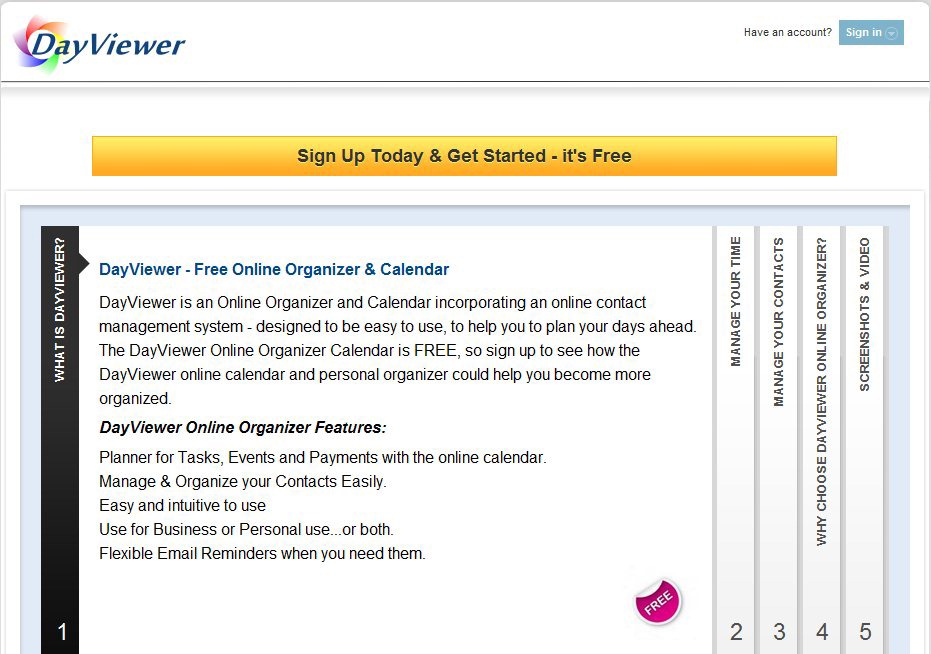 DayViewer
Have an account?
Sign in
Sign Up Today & Get Started - it's Free
WHAT IS DAYVIEWER?
1
DayViewer - Free Online Organizer & Calendar
DayViewer is an Online Organizer and Calendar incorporating an online contact
management system - designed to be easy to use, to help you to plan your days ahead.
The DayViewer Online Organizer Calendar is FREE, so sign up to see how the
DayViewer online calendar and personal organizer could help you become more
organized.
DayViewer Online Organizer Features:
Planner for Tasks, Events and Payments with the online calendar.
Manage & Organize your Contacts Easily.
Easy and intuitive to use
Use for Business or Personal use...or both.
Flexible Email Reminders when you need them.
FREE
MANAGE YOUR TIME
2
MANAGE YOUR CONTACTS
3
WHY CHOOSE DAYVIEWER ONLINE ORGANIZER?
4
SCREENSHOTS & VIDEO
5